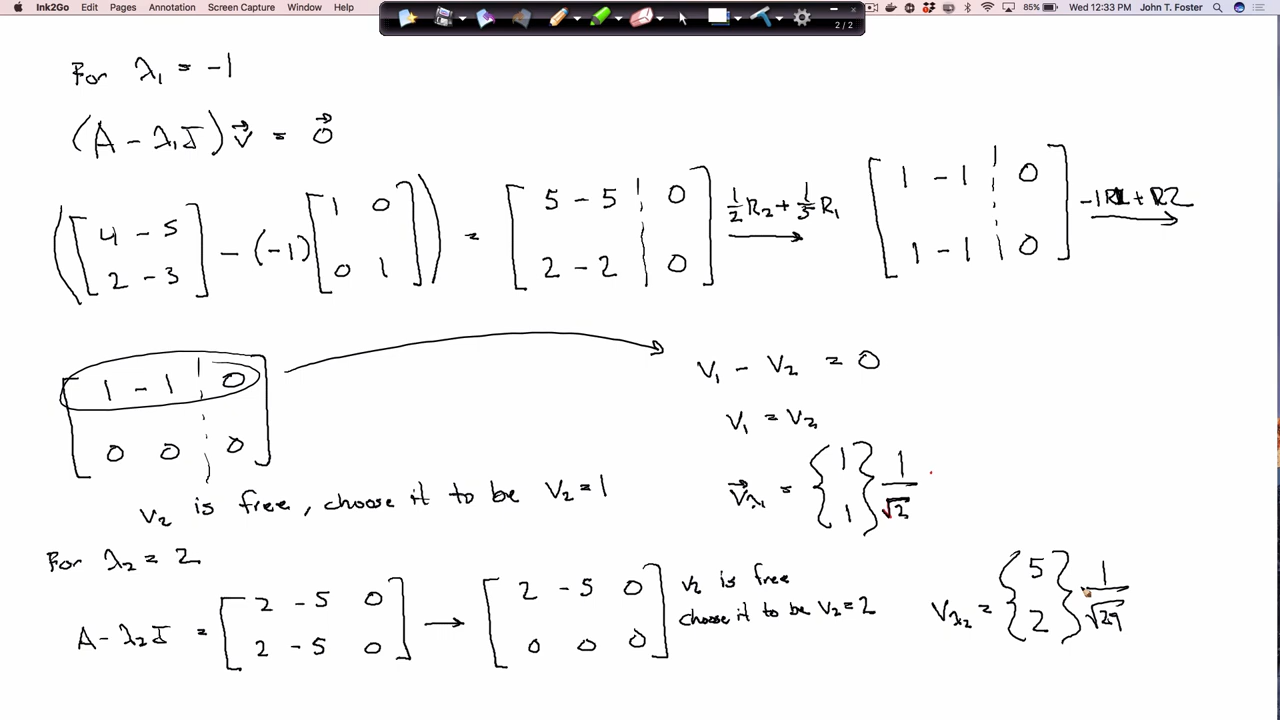 Ink2Go Edit Pages Annotation Screen Capture Window Help 85% Wed 12:33 PM John T. Foster
2/2
For λ₁ = -1
(A - λ₁I)v⃗ = 0⃗
([4 -5; 2 -3] - (-1)[1 0; 0 1]) = [5 -5 ¦ 0; 2 -2 ¦ 0] ½R₂ + ⅕R₁ → [1 -1 ¦ 0; 1 -1 ¦ 0] -1R1 + R2 →
[1 -1 ¦ 0; 0 0 ¦ 0]
v₁ - v₂ = 0
v₁ = v₂
v⃗λ₁ = {1; 1} 1/√2
v₂ is free, choose it to be v₂ = 1
For λ₂ = 2
A - λ₂I = [2 -5 0; 2 -5 0] → [2 -5 0; 0 0 0]
v₂ is free
choose it to be v₂ = 2
vλ₂ = {5; 2} 1/√29